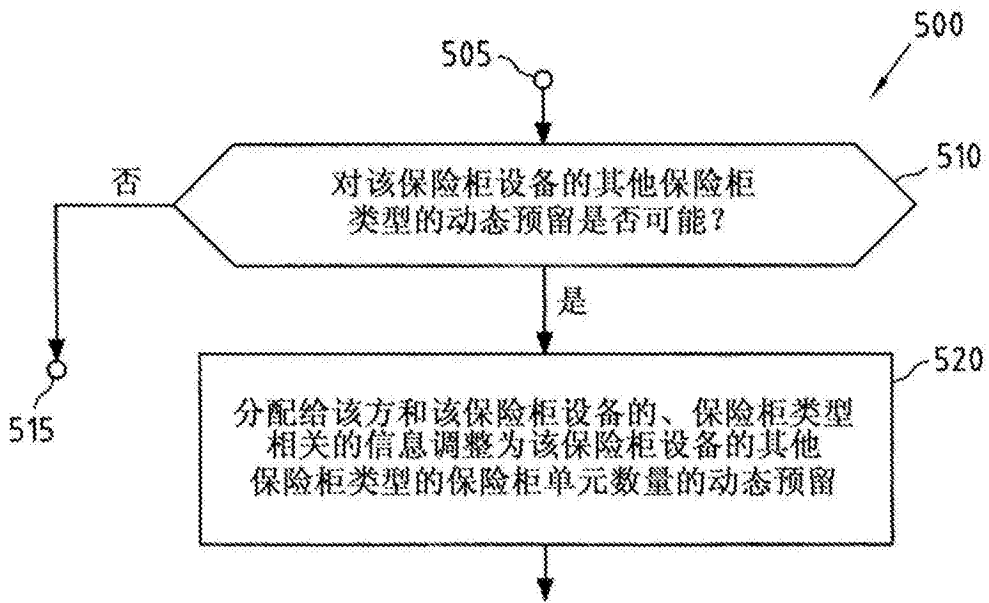 500
505
510
对该保险柜设备的其他保险柜
类型的动态预留是否可能？
否
是
515
520
分配给该方和该保险柜设备的、保险柜类型
相关的信息调整为该保险柜设备的其他
保险柜类型的保险柜单元数量的动态预留